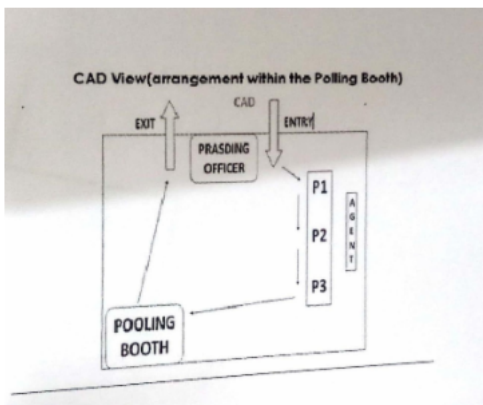 CAD View(arrangement within the Polling Booth)
CAD
EXIT
ENTRY
PRASDING
OFFICER
P1
P2
P3
AGENT
POOLING
BOOTH